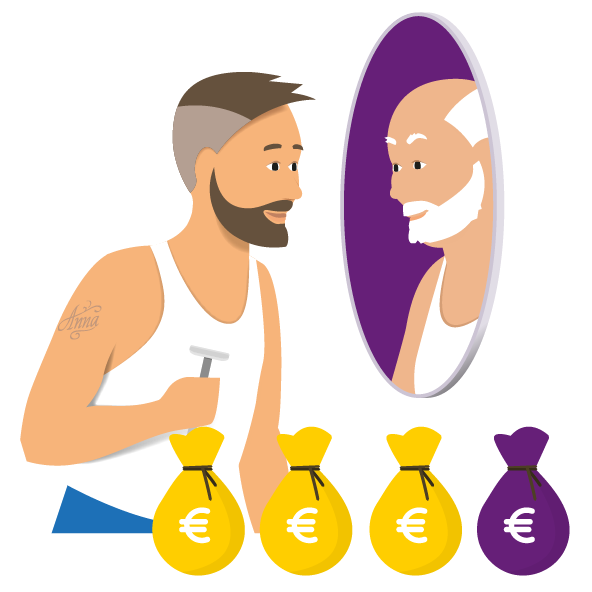 Anna
€ € € €